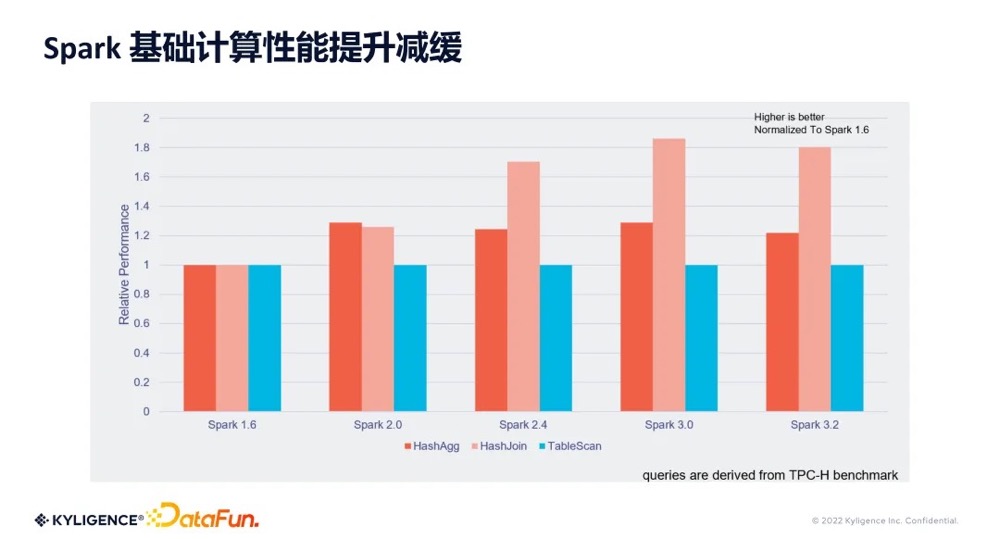 Spark 基础计算性能提升减缓
Higher is better
Normalized To Spark 1.6
Relative Performance
2
1.8
1.6
1.4
1.2
1
0.8
0.6
0.4
0.2
0
Spark 1.6
Spark 2.0
Spark 2.4
Spark 3.0
Spark 3.2
HashAgg HashJoin TableScan
queries are derived from TPC-H benchmark
KYLIGENCE® DataFun.
© 2022 Kyligence Inc. Confidential.